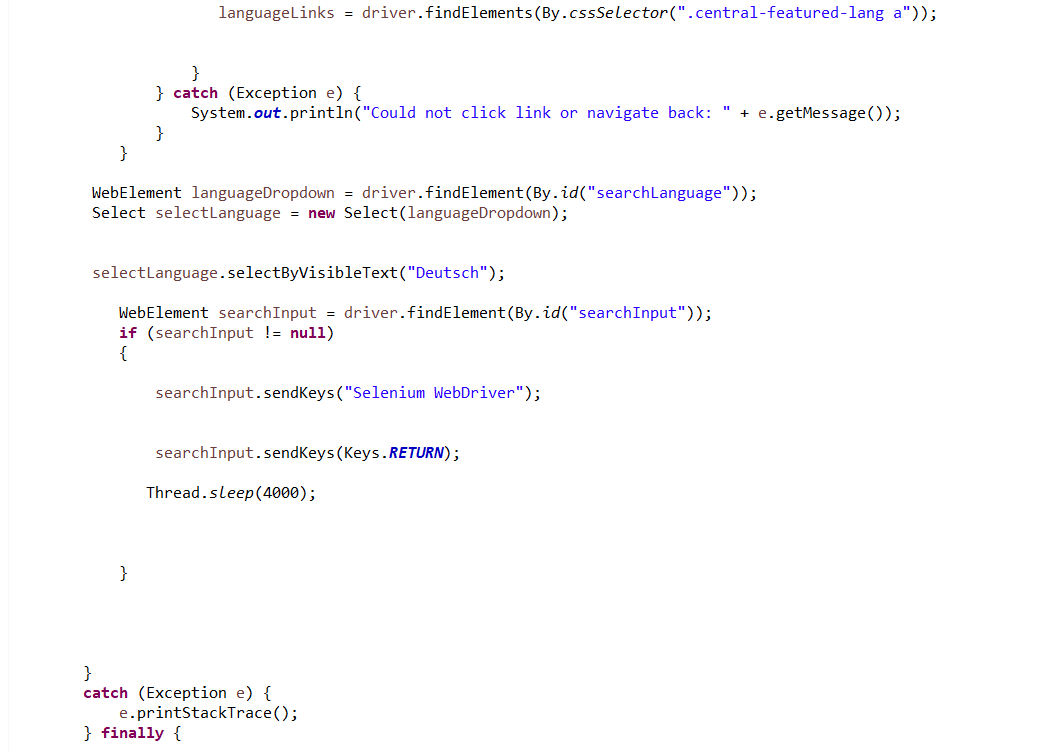 languageLinks = driver.findElements(By.cssSelector(".central-featured-lang a"));
}
} catch (Exception e) {
System.out.println("Could not click link or navigate back: " + e.getMessage());
}
}
WebElement languageDropdown = driver.findElement(By.id("searchLanguage"));
Select selectLanguage = new Select(languageDropdown);
selectLanguage.selectByVisibleText("Deutsch");
WebElement searchInput = driver.findElement(By.id("searchInput"));
if (searchInput != null)
{
searchInput.sendKeys("Selenium WebDriver");
searchInput.sendKeys(Keys.RETURN);
Thread.sleep(4000);
}
}
catch (Exception e) {
e.printStackTrace();
} finally {